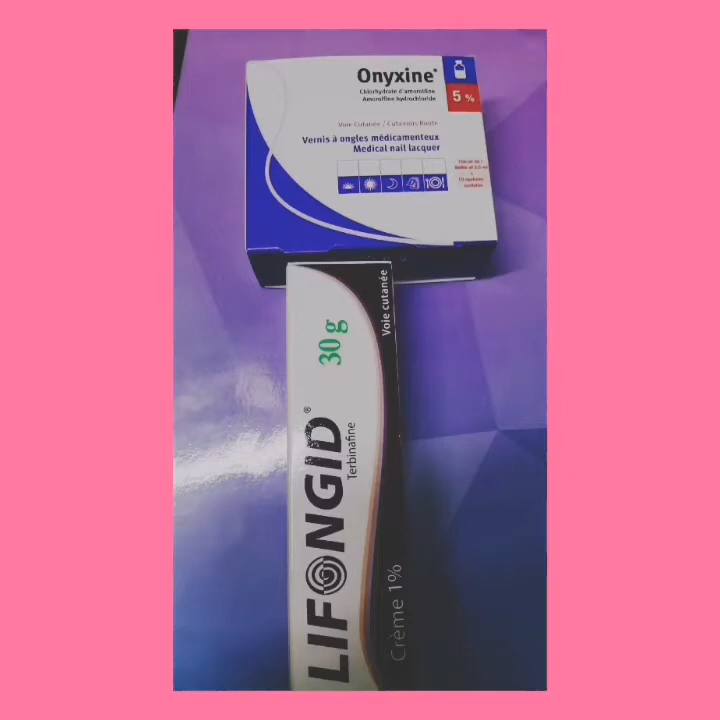 Onyxine®
Chlorhydrate d'amorolfine
Amorolfine hydrochloride
5 %
Voie Cutanée / Cutaneous Route
Vernis à ongles médicamenteux
Medical nail lacquer
LIFONGID®
Terbinafine
30 g
Voie cutanée
Crème 1%